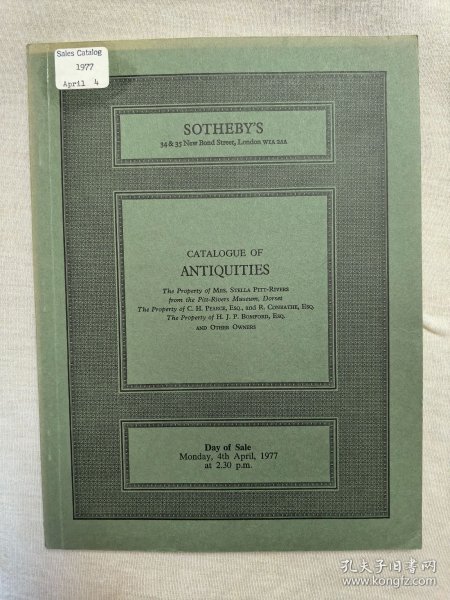 Sales Catalog
1977
April 4
SOTHEBY'S
34 & 35 New Bond Street, London W1A 2AA
CATALOGUE OF
ANTIQUITIES
The Property of Mrs. Stella Pitt-Rivers
from the Pitt-Rivers Museum, Dorset
The Property of C. H. Pearce, Esq., and R. Conrathe, Esq.
The Property of H. J. P. Bomford, Esq.
and Other Owners
Day of Sale
Monday, 4th April, 1977
at 2.30 p.m.
孔夫子旧书网
www.kongfz.com